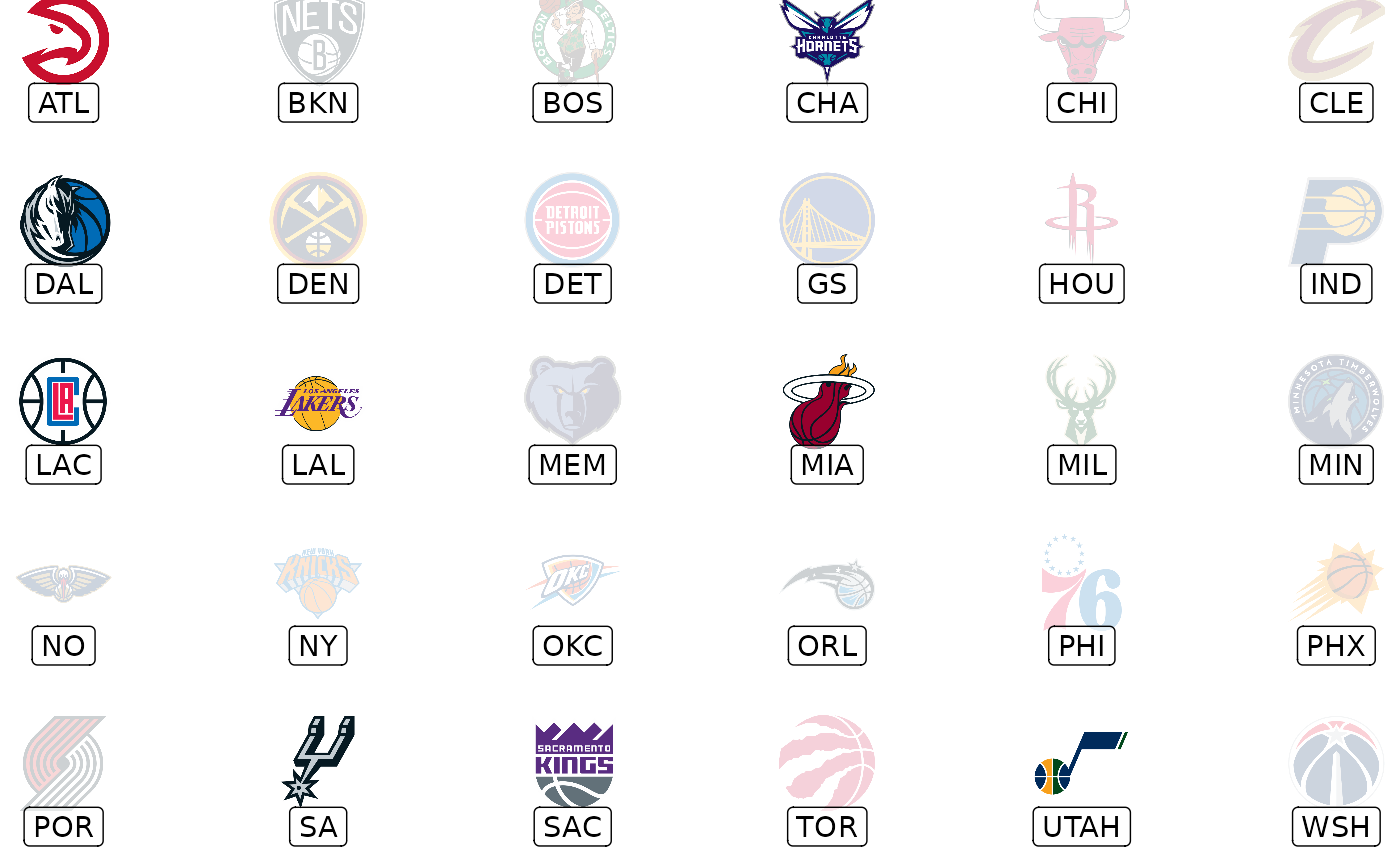 NETS
B
BOSTON CELTICS
CHARLOTTE
HORNETS
C
ATL BKN BOS CHA CHI CLE
DETROIT
PISTONS
R
P
DAL DEN DET GS HOU IND
LA C
LOS ANGELES
LAKERS
MINNESOTA TIMBERWOLVES
LAC LAL MEM MIA MIL MIN
NEW YORK
KNICKS
OKC
76
NO NY OKC ORL PHI PHX
SACRAMENTO
KINGS
POR SA SAC TOR UTAH WSH